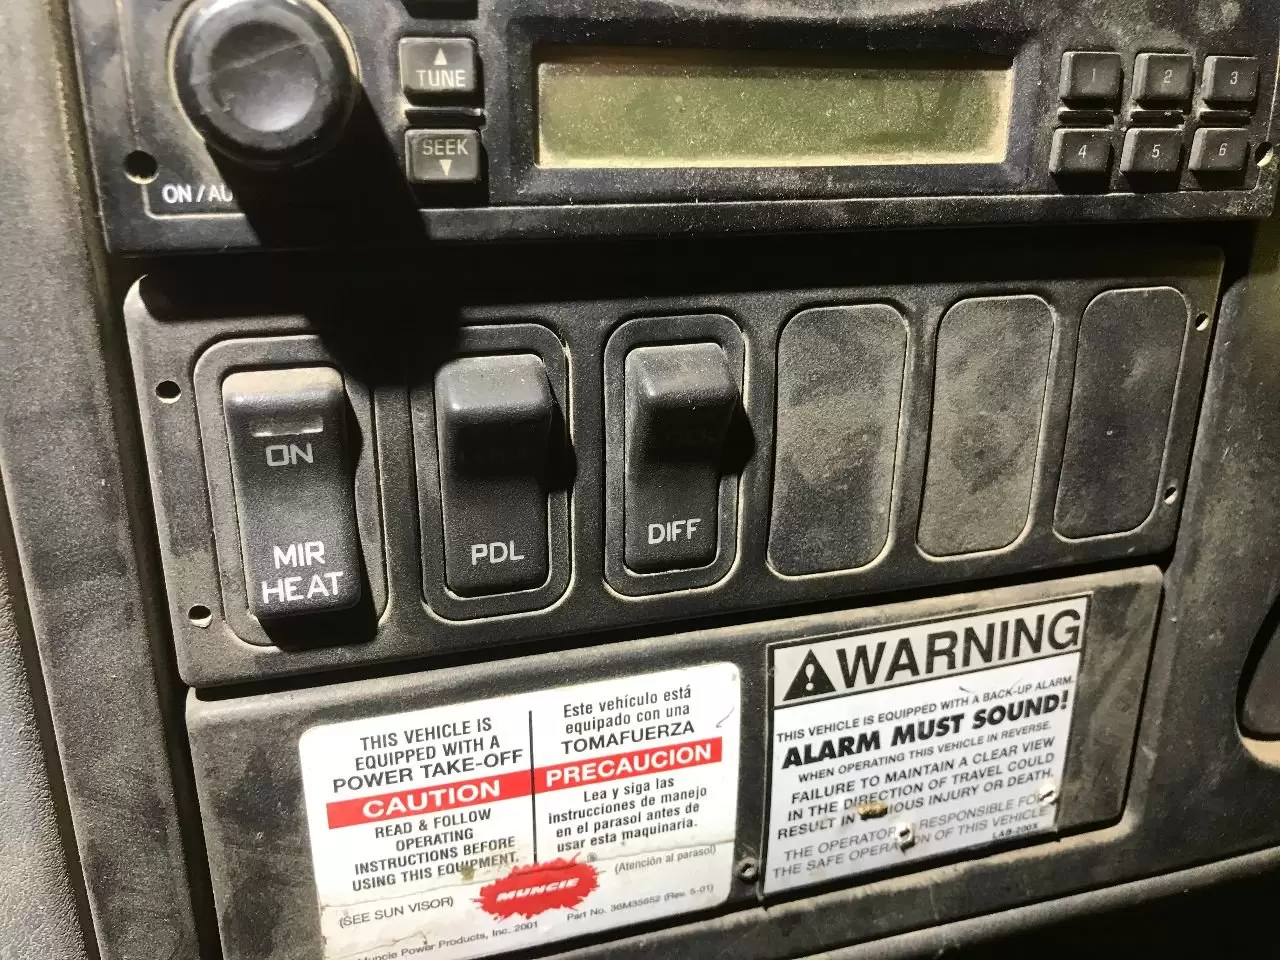 TUNE
SEEK
1 2 3
4 5 6
ON / AU
ON
MIR
HEAT
PDL
DIFF
THIS VEHICLE IS
EQUIPPED WITH A
POWER TAKE-OFF
CAUTION
READ & FOLLOW
OPERATING
INSTRUCTIONS BEFORE
USING THIS EQUIPMENT.
(SEE SUN VISOR)
Este vehículo está
equipado con una
TOMAFUERZA
PRECAUCION
Lea y siga las
instrucciones de manejo
en el parasol antes de
usar esta maquinaria.
(Atención al parasol)
MUNCIE
Muncie Power Products, Inc. 2001
Part No. 36M35652 (Rev. 5-01)
WARNING
THIS VEHICLE IS EQUIPPED WITH A BACK-UP ALARM.
ALARM MUST SOUND!
WHEN OPERATING THIS VEHICLE IN REVERSE.
FAILURE TO MAINTAIN A CLEAR VIEW
IN THE DIRECTION OF TRAVEL COULD
RESULT IN SERIOUS INJURY OR DEATH.
THE OPERATOR RESPONSIBLE FOR
THE SAFE OPERATION OF THIS VEHICLE